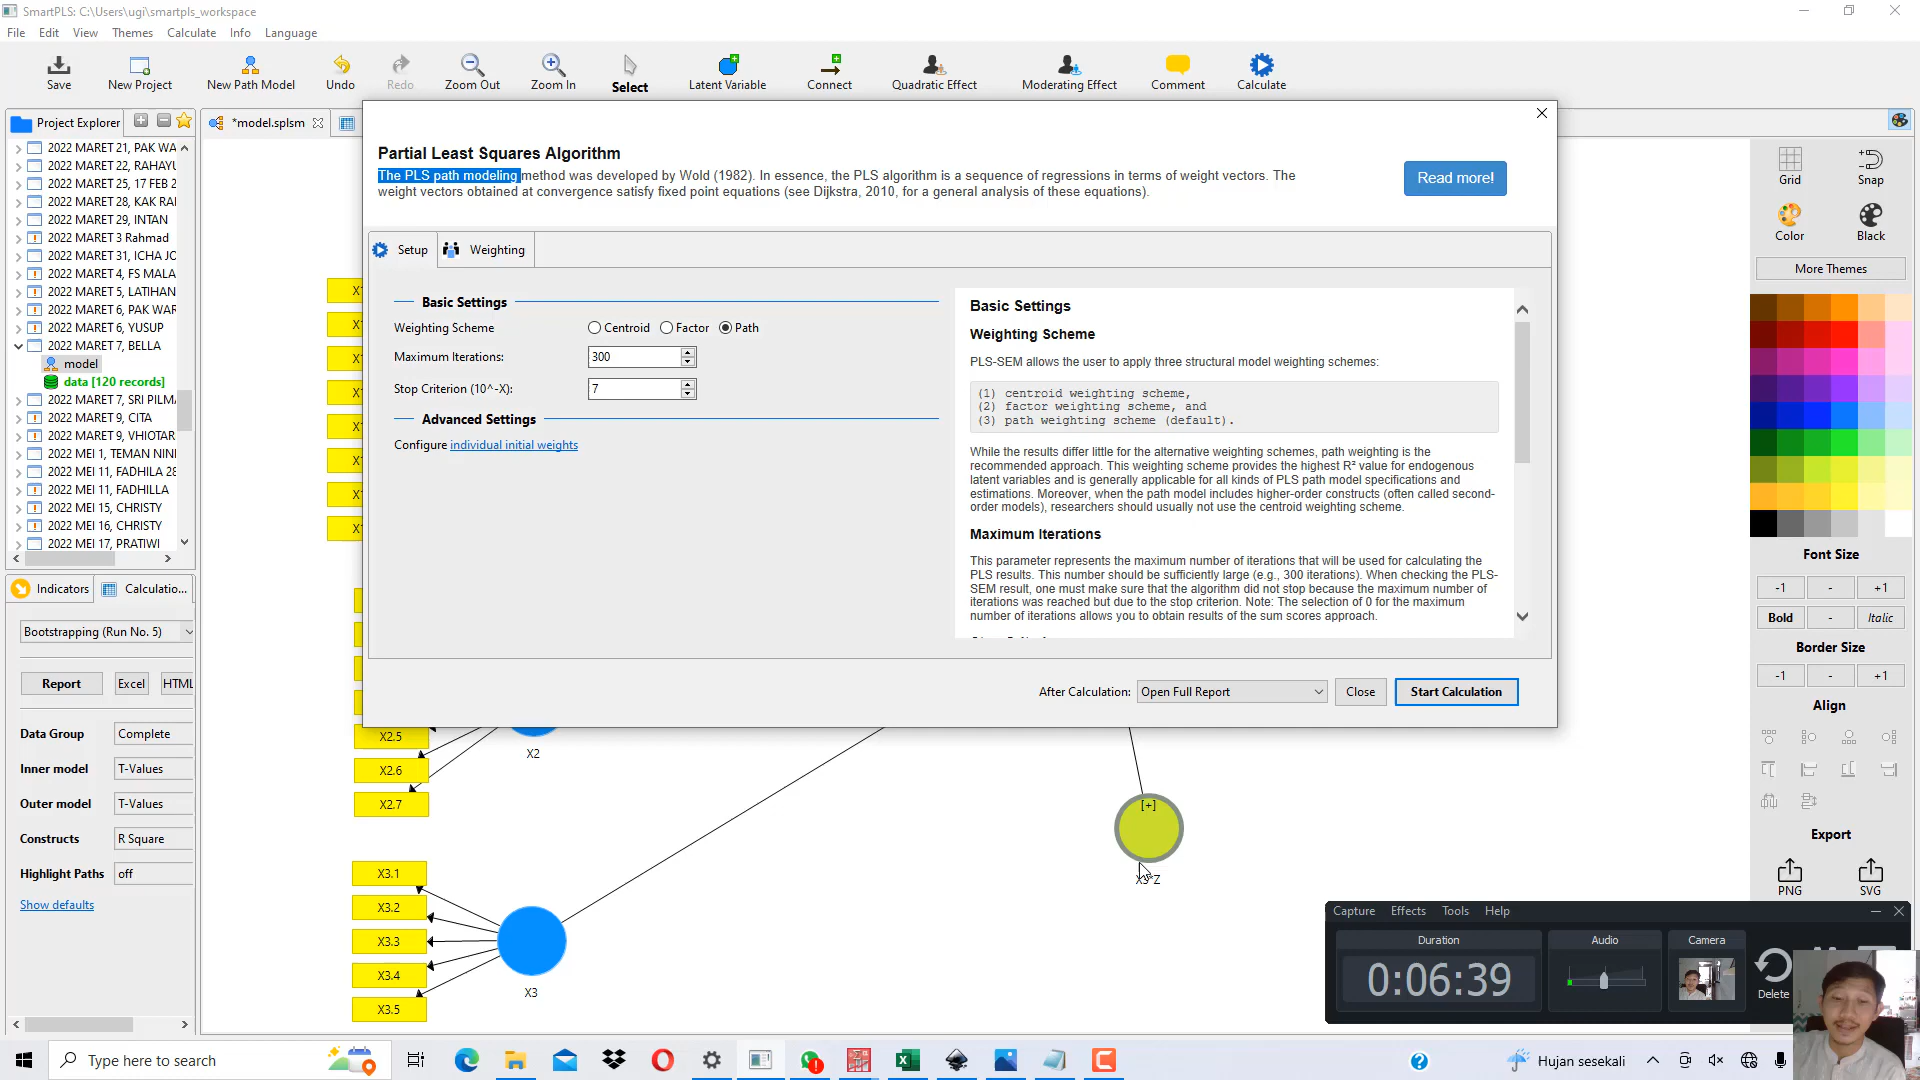 SmartPLS: C:\Users\ugi\smartpls_workspace
File Edit View Themes Calculate Info Language
Save New Project New Path Model Undo Redo Zoom Out Zoom In Select Latent Variable Connect Quadratic Effect Moderating Effect Comment Calculate
Project Explorer
*model.splsm
2022 MARET 21, PAK WA
2022 MARET 22, RAHAYU
2022 MARET 25, 17 FEB 2
2022 MARET 28, KAK RAI
2022 MARET 29, INTAN
2022 MARET 3 Rahmad
2022 MARET 31, ICHA JO
2022 MARET 4, FS MALA
2022 MARET 5, LATIHAN
2022 MARET 6, PAK WAR
2022 MARET 6, YUSUP
2022 MARET 7, BELLA
model
data [120 records]
2022 MARET 7, SRI PILMA
2022 MARET 9, CITA
2022 MARET 9, VHIOTAR
2022 MEI 1, TAMAN NINI
2022 MEI 11, FADHILA 28
2022 MEI 11, FADHILLA
2022 MEI 15, CHRISTY
2022 MEI 16, CHRISTY
2022 MEI 17, PRATIWI
Indicators Calculatio...
Bootstrapping (Run No. 5)
Report Excel HTML
Data Group Complete
Inner model T-Values
Outer model T-Values
Constructs R Square
Highlight Paths off
Show defaults
Partial Least Squares Algorithm
The PLS path modeling method was developed by Wold (1982). In essence, the PLS algorithm is a sequence of regressions in terms of weight vectors. The
weight vectors obtained at convergence satisfy fixed point equations (see Dijkstra, 2010, for a general analysis of these equations).
Read more!
Setup Weighting
Basic Settings
Weighting Scheme Centroid Factor Path
Maximum Iterations: 300
Stop Criterion (10^-X): 7
Advanced Settings
Configure individual initial weights
Basic Settings
Weighting Scheme
PLS-SEM allows the user to apply three structural model weighting schemes:
(1) centroid weighting scheme,
(2) factor weighting scheme, and
(3) path weighting scheme (default).
While the results differ little for the alternative weighting schemes, path weighting is the
recommended approach. This weighting scheme provides the highest R² value for endogenous
latent variables and is generally applicable for all kinds of PLS path model specifications and
estimations. Moreover, when the path model includes higher-order constructs (often called second-
order models), researchers should usually not use the centroid weighting scheme.
Maximum Iterations
This parameter represents the maximum number of iterations that will be used for calculating the
PLS results. This number should be sufficiently large (e.g., 300 iterations). When checking the PLS-
SEM result, one must make sure that the algorithm did not stop because the maximum number of
iterations was reached but due to the stop criterion. Note: The selection of 0 for the maximum
number of iterations allows you to obtain results of the sum scores approach.
After Calculation: Open Full Report Close Start Calculation
X2.5
X2.6
X2.7
X2
X3.1
X3.2
X3.3
X3.4
X3.5
X3
[+]
X3*Z
Grid Snap
Color Black
More Themes
Font Size
-1 - +1
Bold - Italic
Border Size
-1 - +1
Align
Export
PNG SVG
Capture Effects Tools Help
Duration Audio Camera
0:06:39
Delete
Type here to search
Hujan sesekali